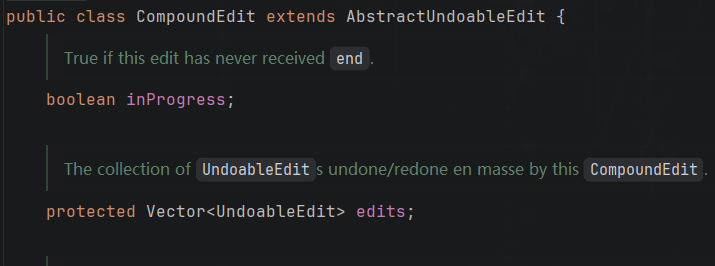 public class CompoundEdit extends AbstractUndoableEdit {
True if this edit has never received end.
boolean inProgress;
The collection of UndoableEdits undone/redone en masse by this CompoundEdit.
protected Vector<UndoableEdit> edits;